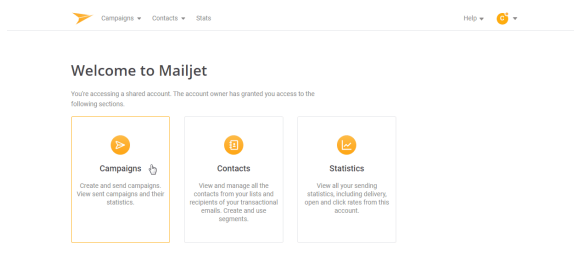 Campaigns Contacts Stats Help C
Welcome to Mailjet
You're accessing a shared account. The account owner has granted you access to the
following sections.
Campaigns
Create and send campaigns.
View sent campaigns and their
statistics.
Contacts
View and manage all the
contacts from your lists and
recipients of your transactional
emails. Create and use
segments.
Statistics
View all your sending
statistics, including delivery,
open and click rates from this
account.